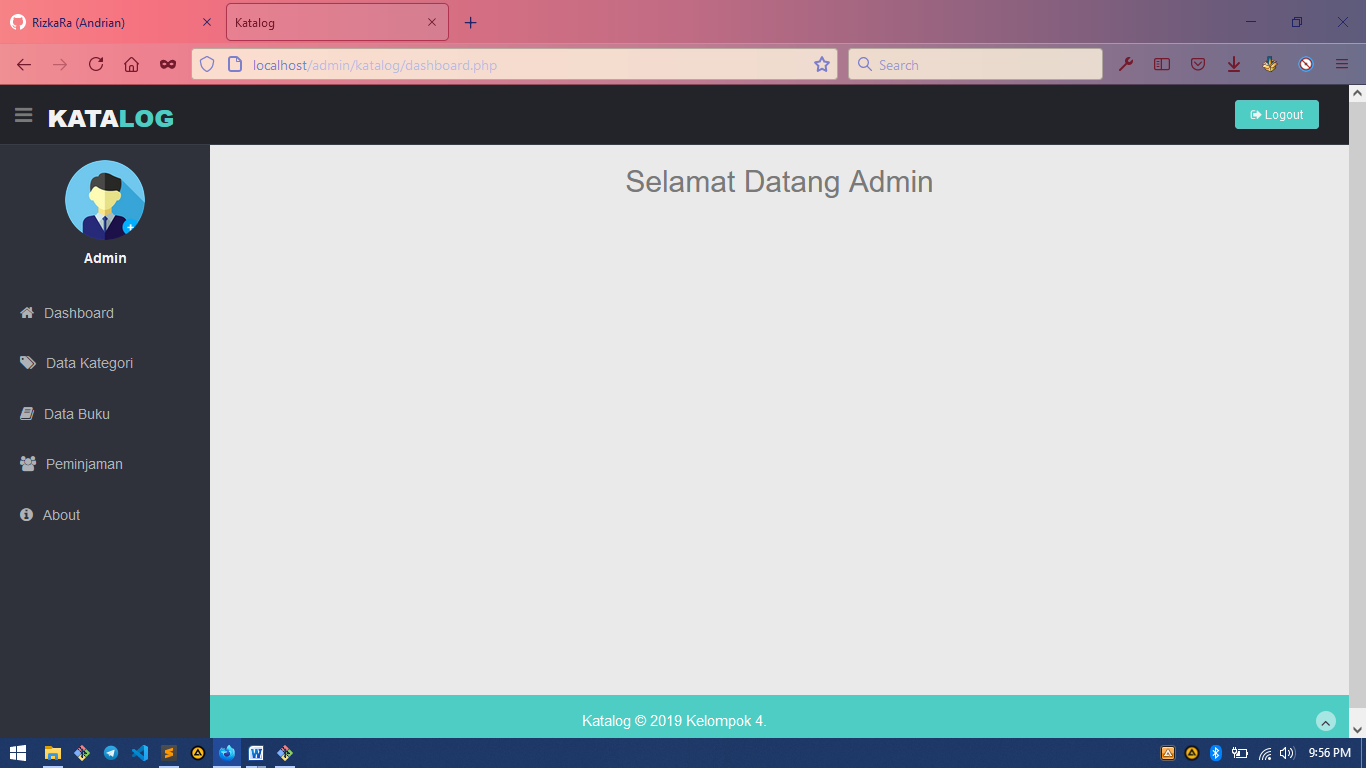 RizkaRa (Andrian)
Katalog
localhost/admin/katalog/dashboard.php
Search
KATALOG
Logout
Selamat Datang Admin
Admin
Dashboard
Data Kategori
Data Buku
Peminjaman
About
Katalog © 2019 Kelompok 4.
9:56 PM